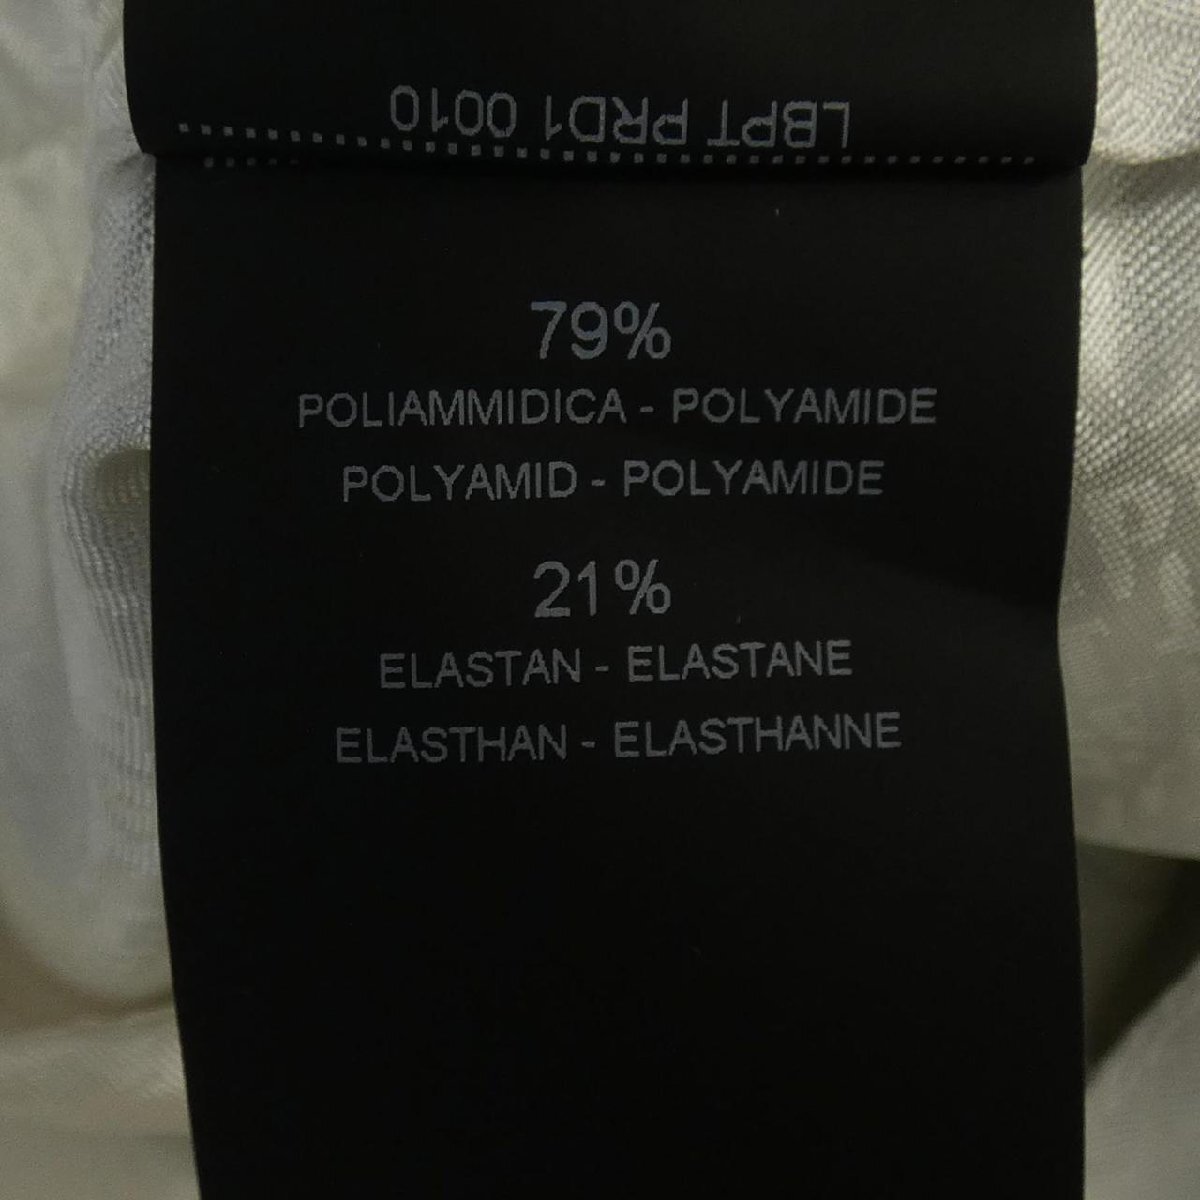 LBPT PRD1 0010
79%
POLIAMMIDICA - POLYAMIDE
POLYAMID - POLYAMIDE
21%
ELASTAN - ELASTANE
ELASTHAN - ELASTHANNE